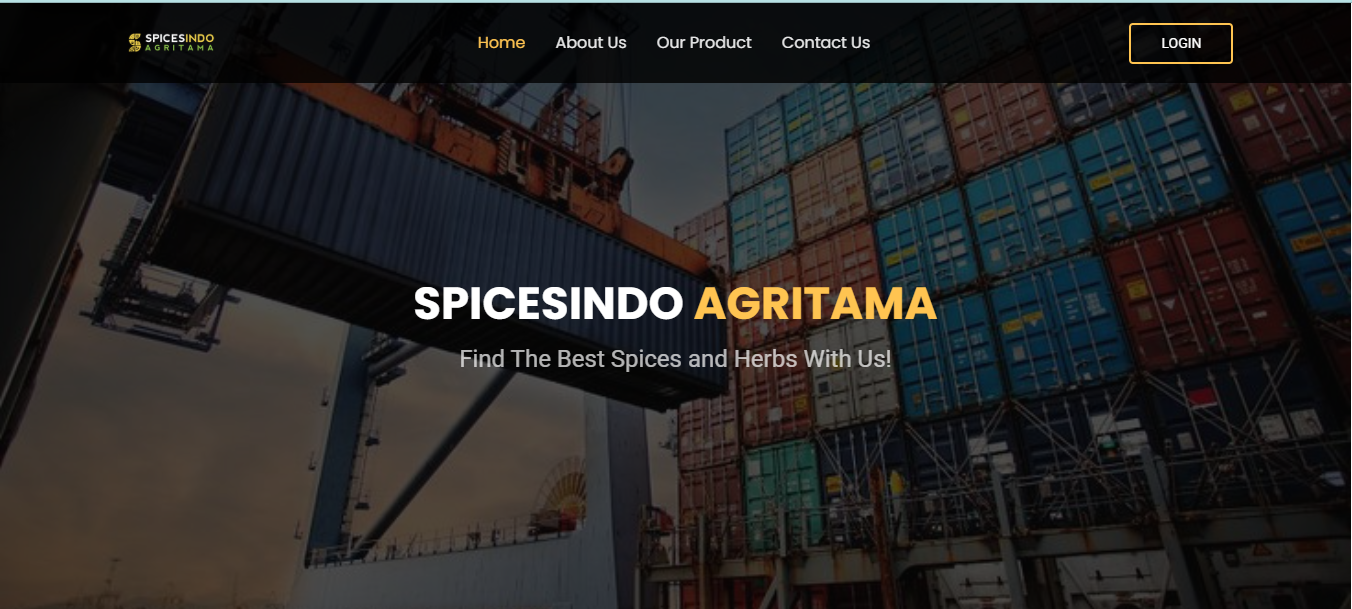 SPICESINDO
AGRITAMA
Home About Us Our Product Contact Us
LOGIN
SPICESINDO AGRITAMA
Find The Best Spices and Herbs With Us!